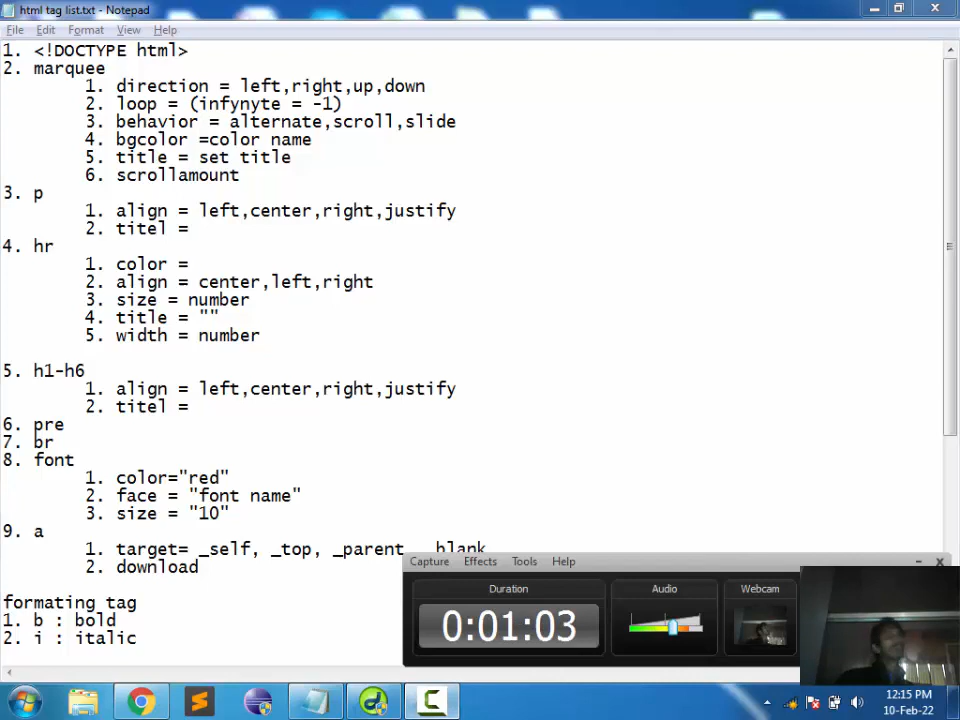 html tag list.txt - Notepad
File Edit Format View Help
1. <!DOCTYPE html>
2. marquee
1. direction = left,right,up,down
2. loop = (infynyte = -1)
3. behavior = alternate,scroll,slide
4. bgcolor =color name
5. title = set title
6. scrollamount
3. p
1. align = left,center,right,justify
2. titel =
4. hr
1. color =
2. align = center,left,right
3. size = number
4. title = ""
5. width = number
5. h1-h6
1. align = left,center,right,justify
2. titel =
6. pre
7. br
8. font
1. color="red"
2. face = "font name"
3. size = "10"
9. a
1. target= _self, _top, _parent blank
2. download
formating tag
1. b : bold
2. i : italic
Capture Effects Tools Help
Duration Audio Webcam
0:01:03
12:15 PM
10-Feb-22